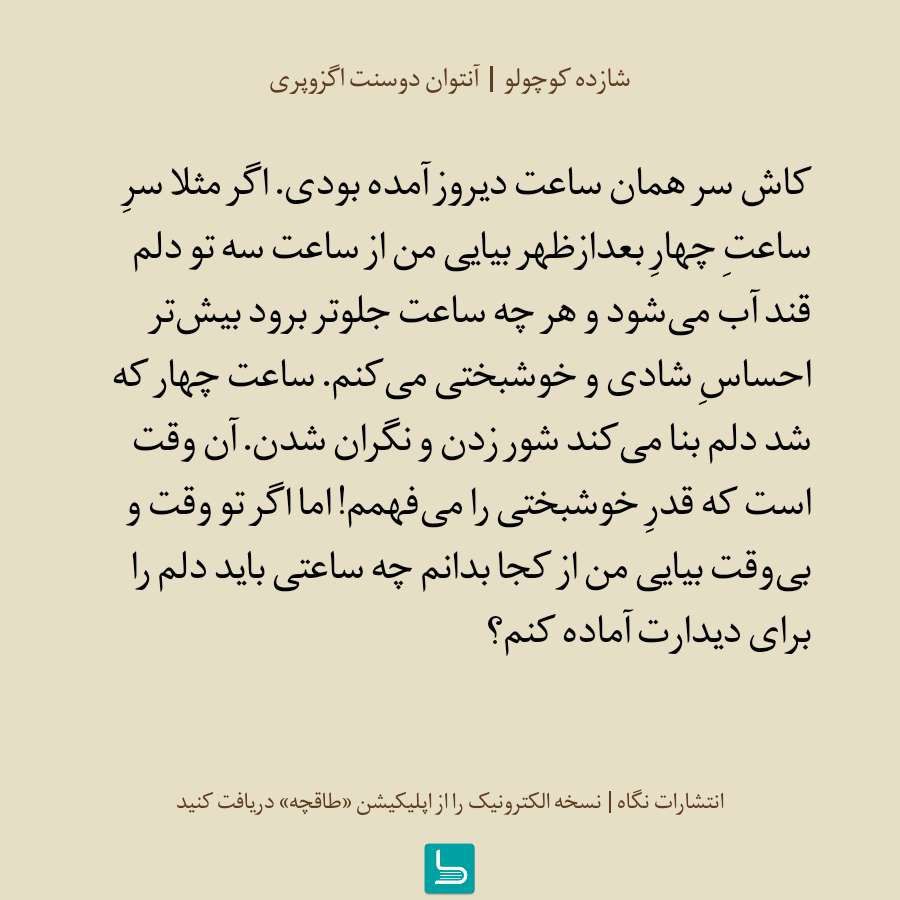 شازده کوچولو | آنتوان دوسنت اگزوپری
کاش سر همان ساعت دیروز آمده بودی. اگر مثلا سرِ
ساعتِ چهارِ بعدازظهر بیایی من از ساعت سه تو دلم
قند آب می‌شود و هر چه ساعت جلوتر برود بیش‌تر
احساسِ شادی و خوشبختی می‌کنم. ساعت چهار که
شد دلم بنا می‌کند شور زدن و نگران شدن. آن وقت
است که قدرِ خوشبختی را می‌فهمم! اما اگر تو وقت و
بی‌وقت بیایی من از کجا بدانم چه ساعتی باید دلم را
برای دیدارت آماده کنم؟
انتشارات نگاه | نسخه الکترونیک را از اپلیکیشن «طاقچه» دریافت کنید